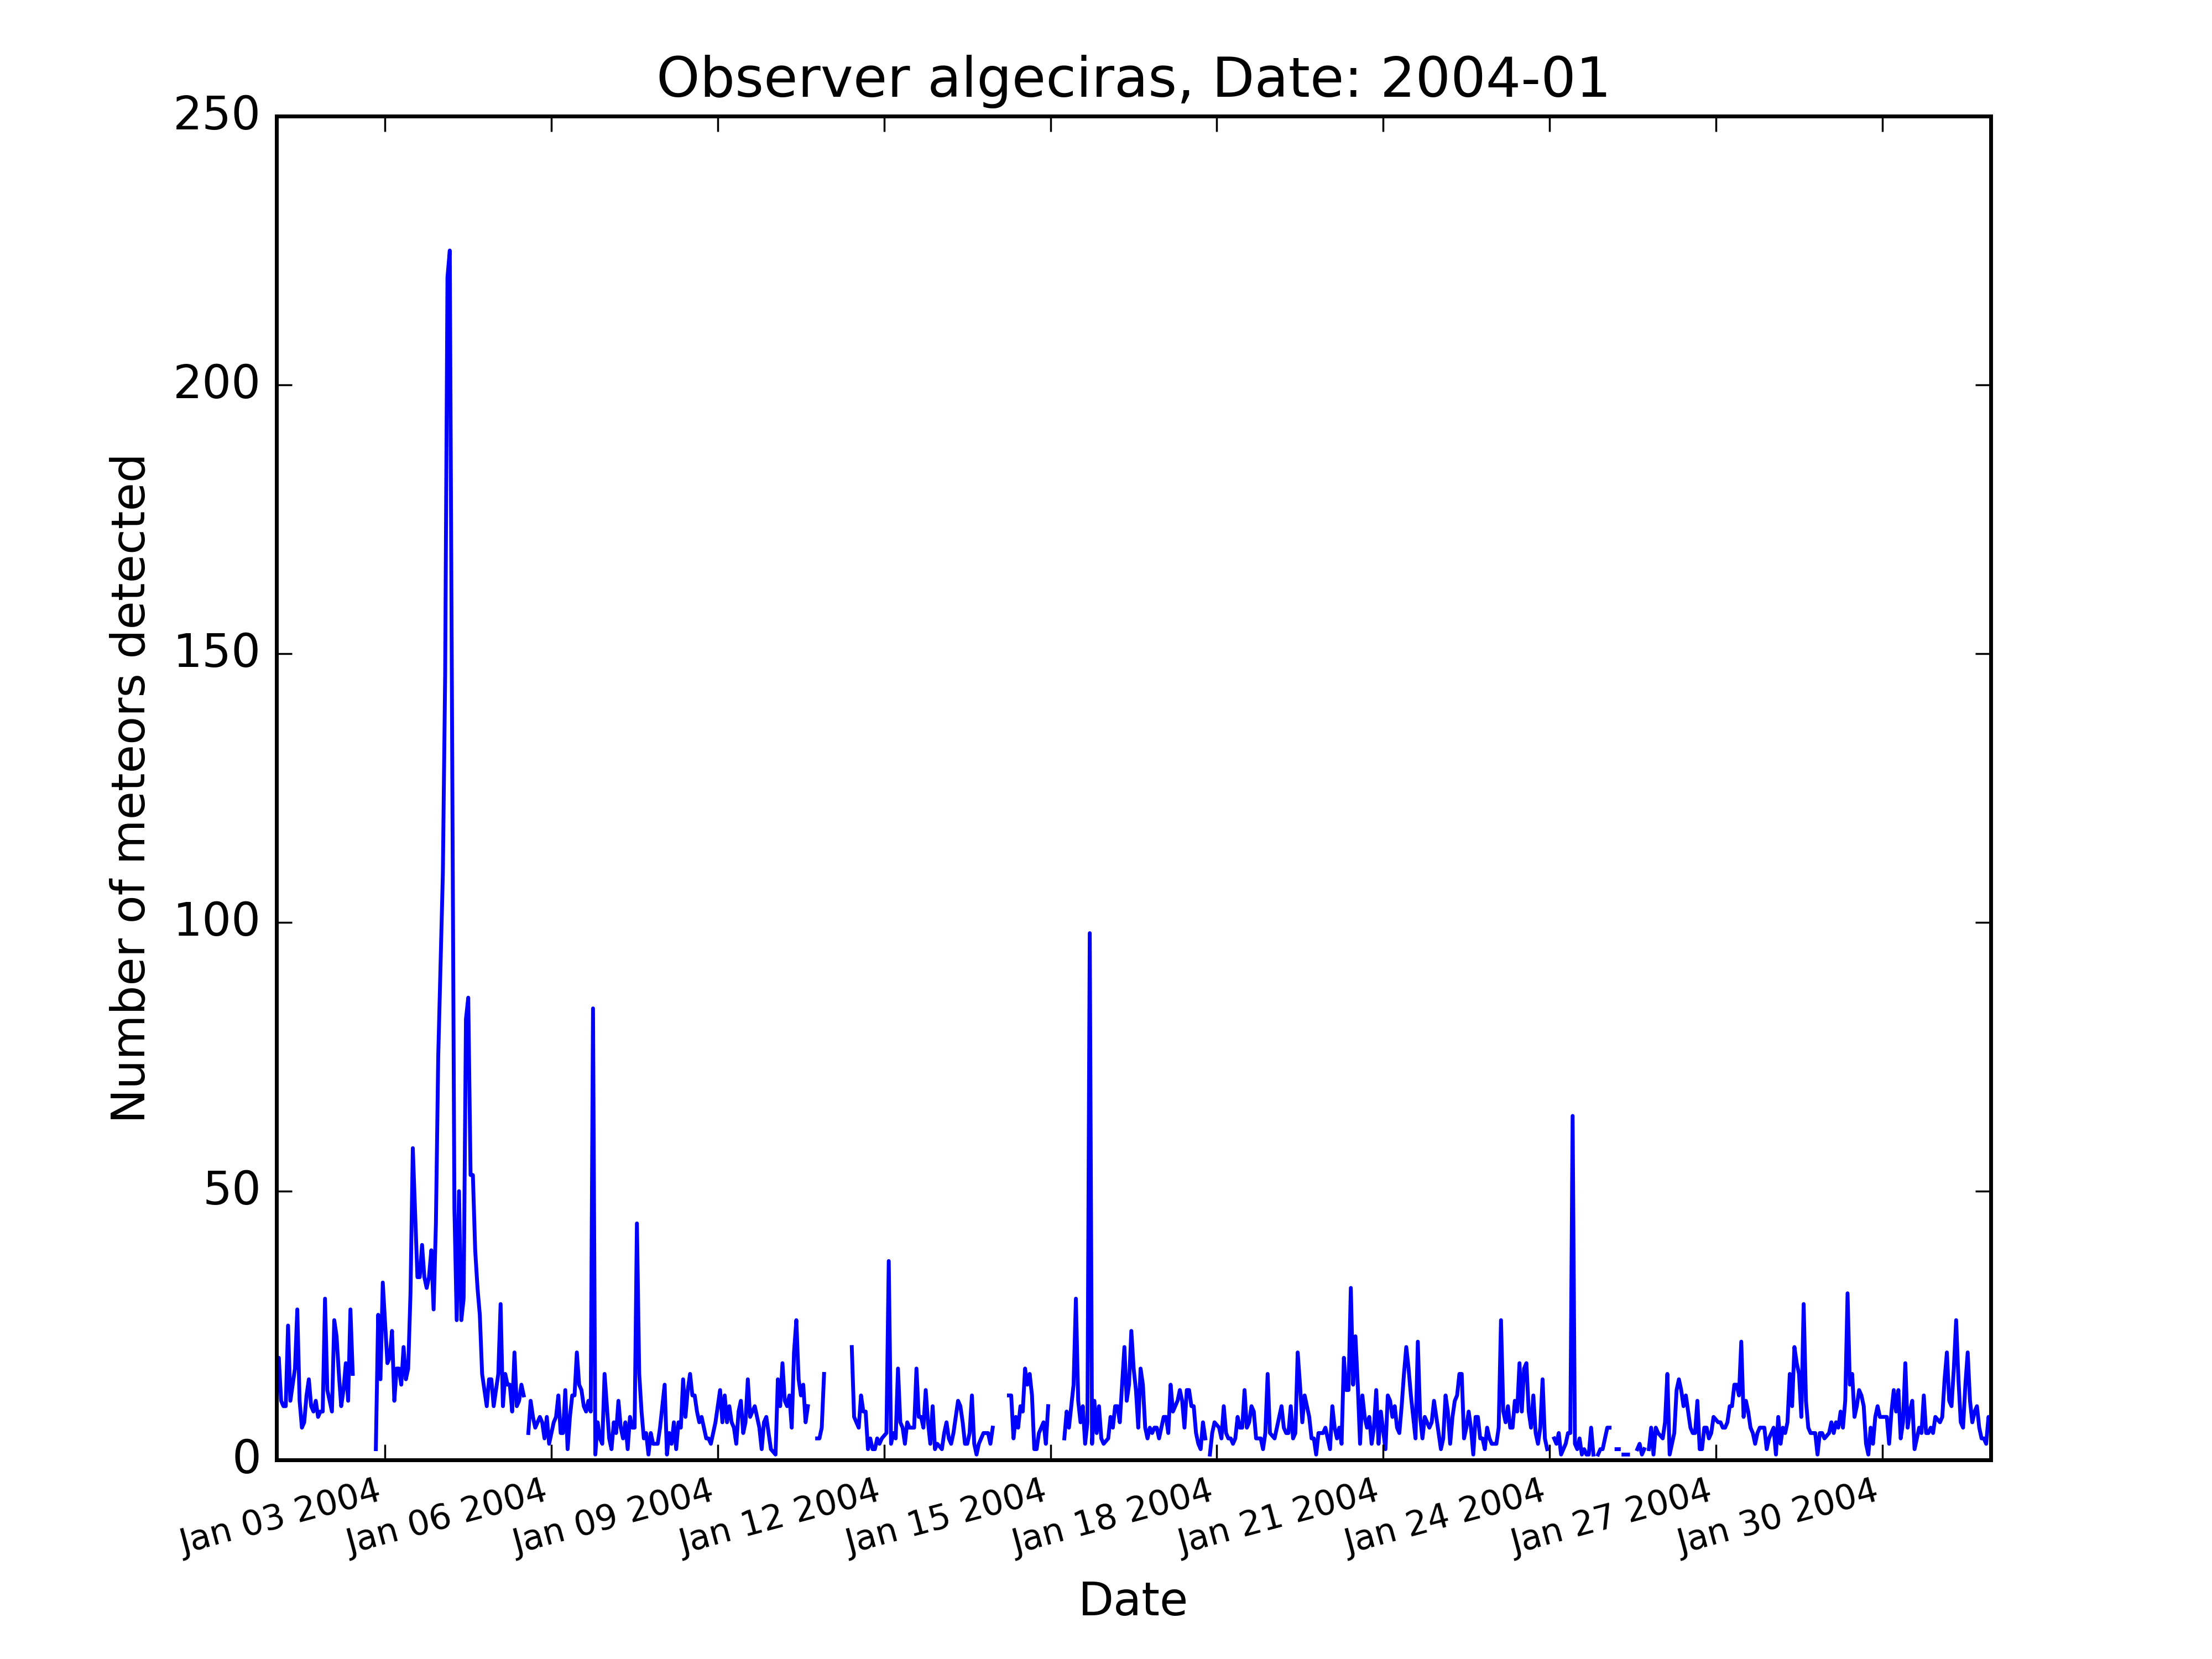 Observer algeciras, Date: 2004-01
250
200
150
100
50
0
Number of meteors detected
Jan 03 2004
Jan 06 2004
Jan 09 2004
Jan 12 2004
Jan 15 2004
Jan 18 2004
Jan 21 2004
Jan 24 2004
Jan 27 2004
Jan 30 2004
Date